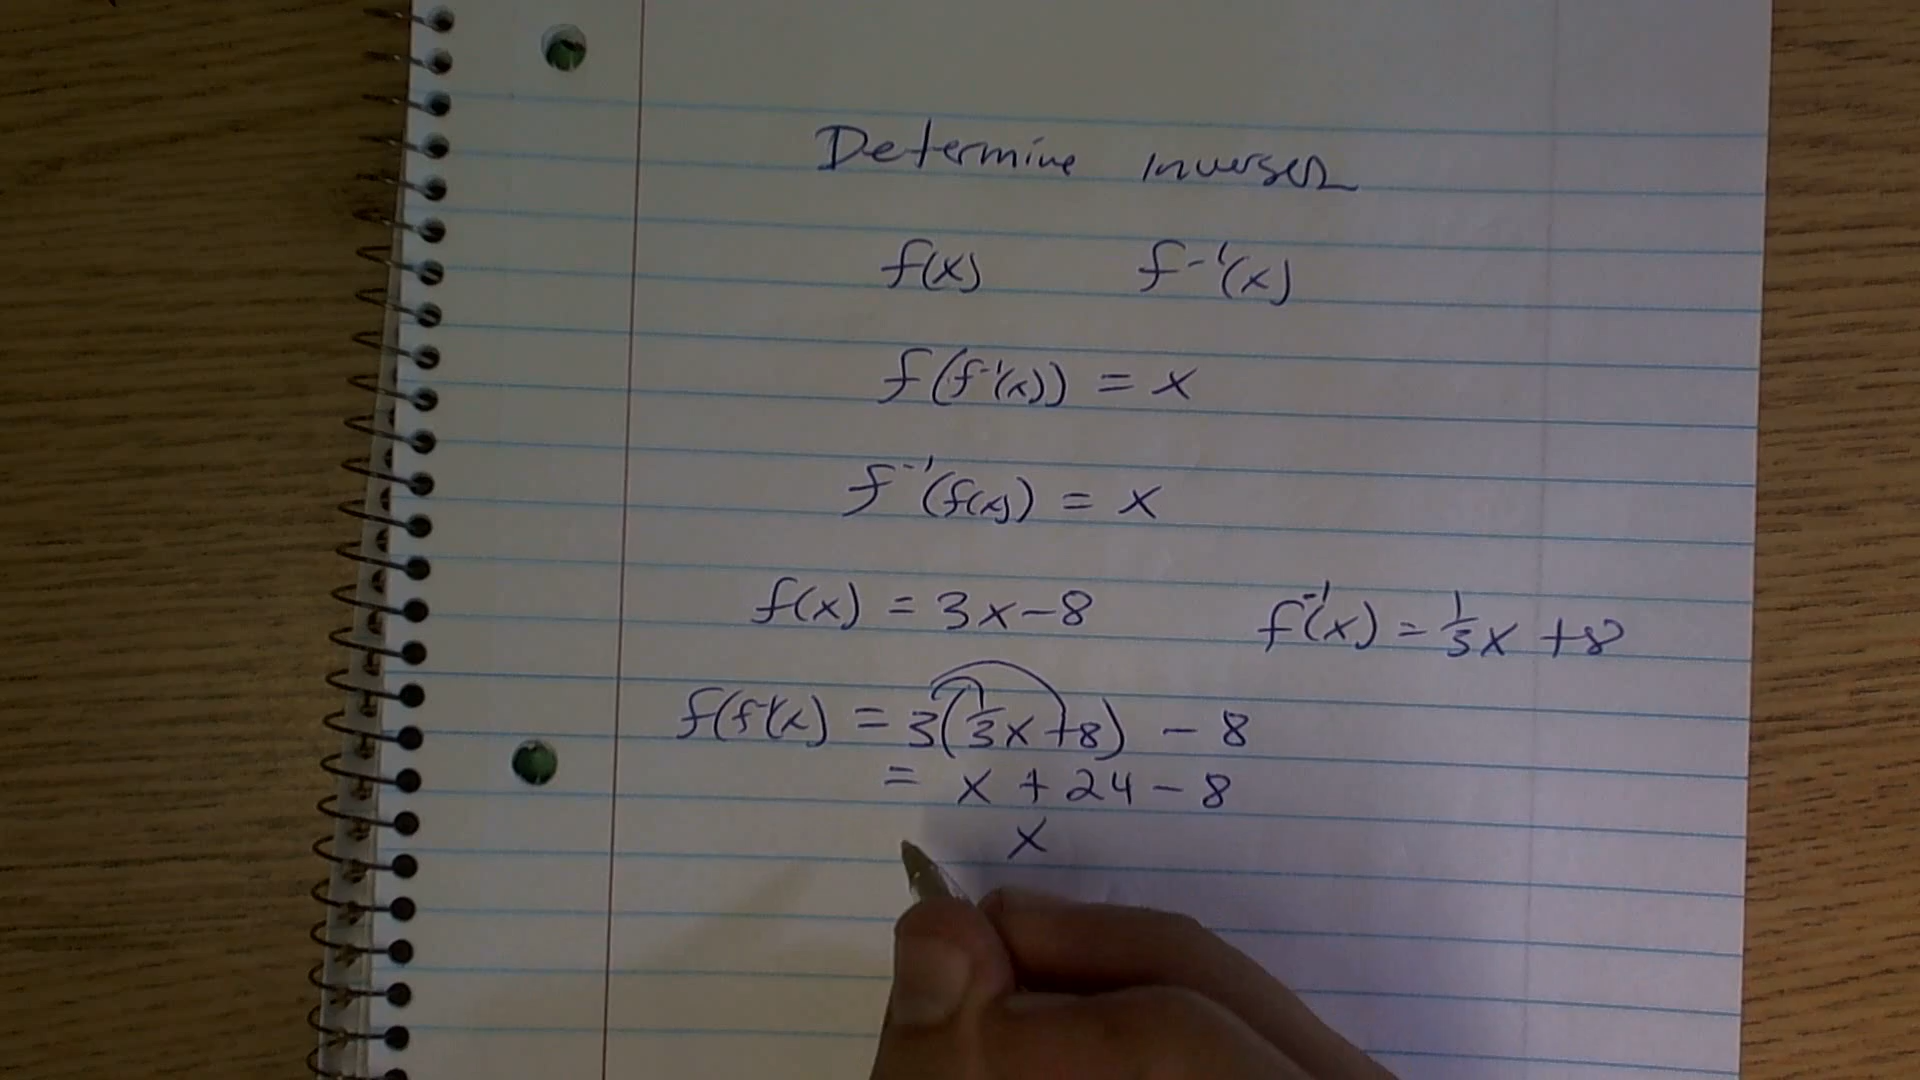 Determine Inverses
f(x) f⁻¹(x)
f(f⁻¹(x)) = x
f⁻¹(f(x)) = x
f(x) = 3x-8 f⁻¹(x) = 1/3x +8
f(f⁻¹(x) = 3(1/3x+8) - 8
= x + 24 - 8
x